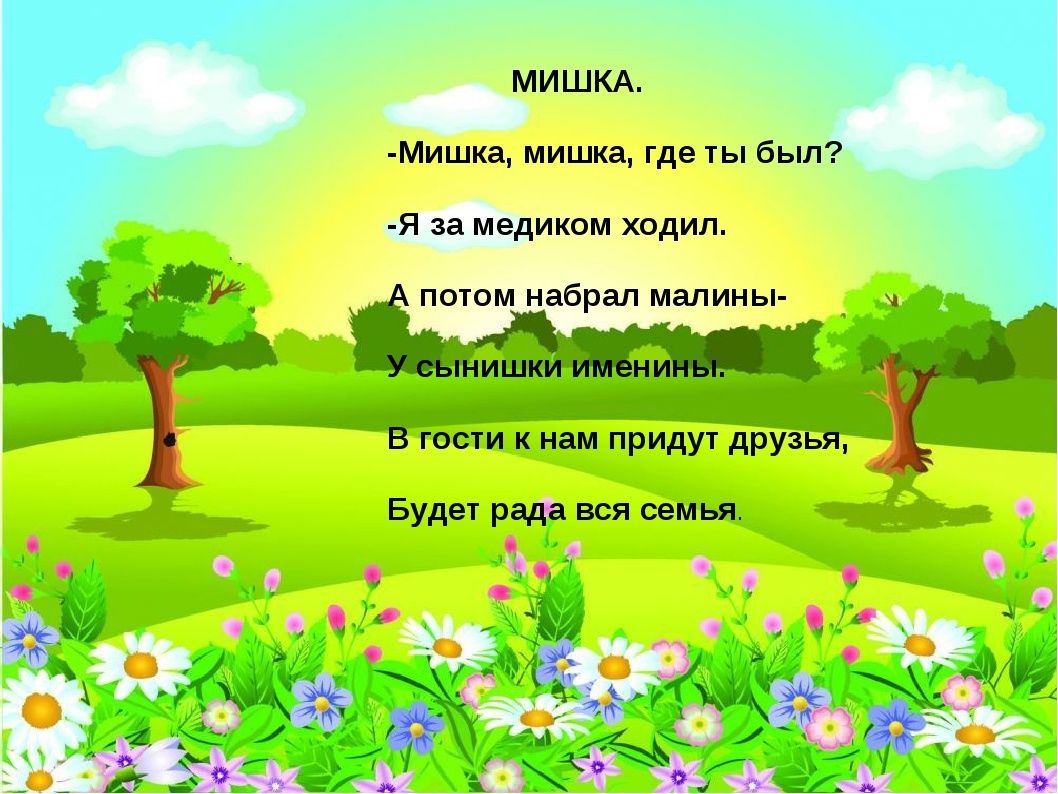 МИШКА.
-Мишка, мишка, где ты был?
-Я за медиком ходил.
А потом набрал малины-
У сынишки именины.
В гости к нам придут друзья,
Будет рада вся семья.